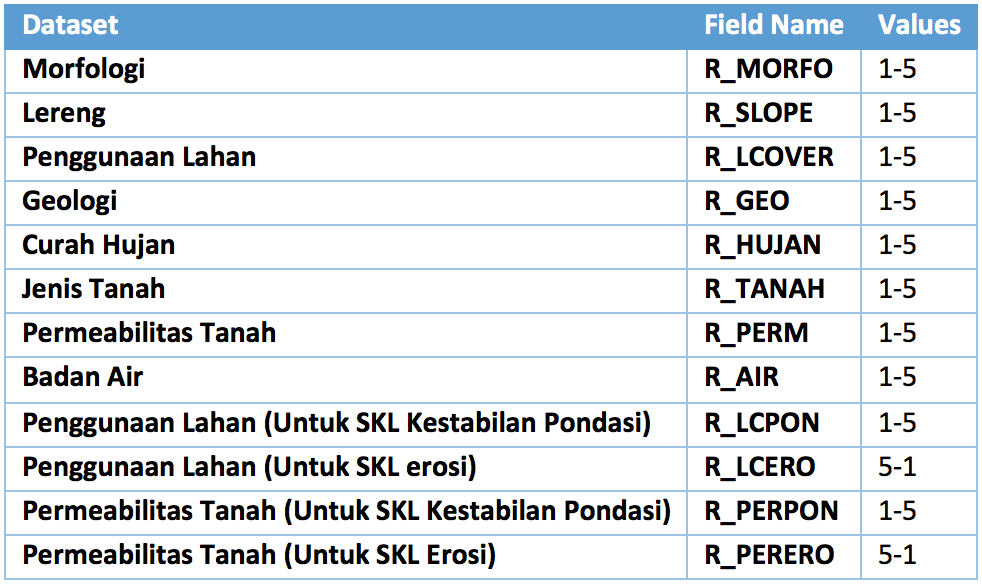 Dataset Field Name Values
Morfologi R_MORFO 1-5
Lereng R_SLOPE 1-5
Penggunaan Lahan R_LCOVER 1-5
Geologi R_GEO 1-5
Curah Hujan R_HUJAN 1-5
Jenis Tanah R_TANAH 1-5
Permeabilitas Tanah R_PERM 1-5
Badan Air R_AIR 1-5
Penggunaan Lahan (Untuk SKL Kestabilan Pondasi) R_LCPON 1-5
Penggunaan Lahan (Untuk SKL erosi) R_LCERO 5-1
Permeabilitas Tanah (Untuk SKL Kestabilan Pondasi) R_PERPON 1-5
Permeabilitas Tanah (Untuk SKL Erosi) R_PERERO 5-1